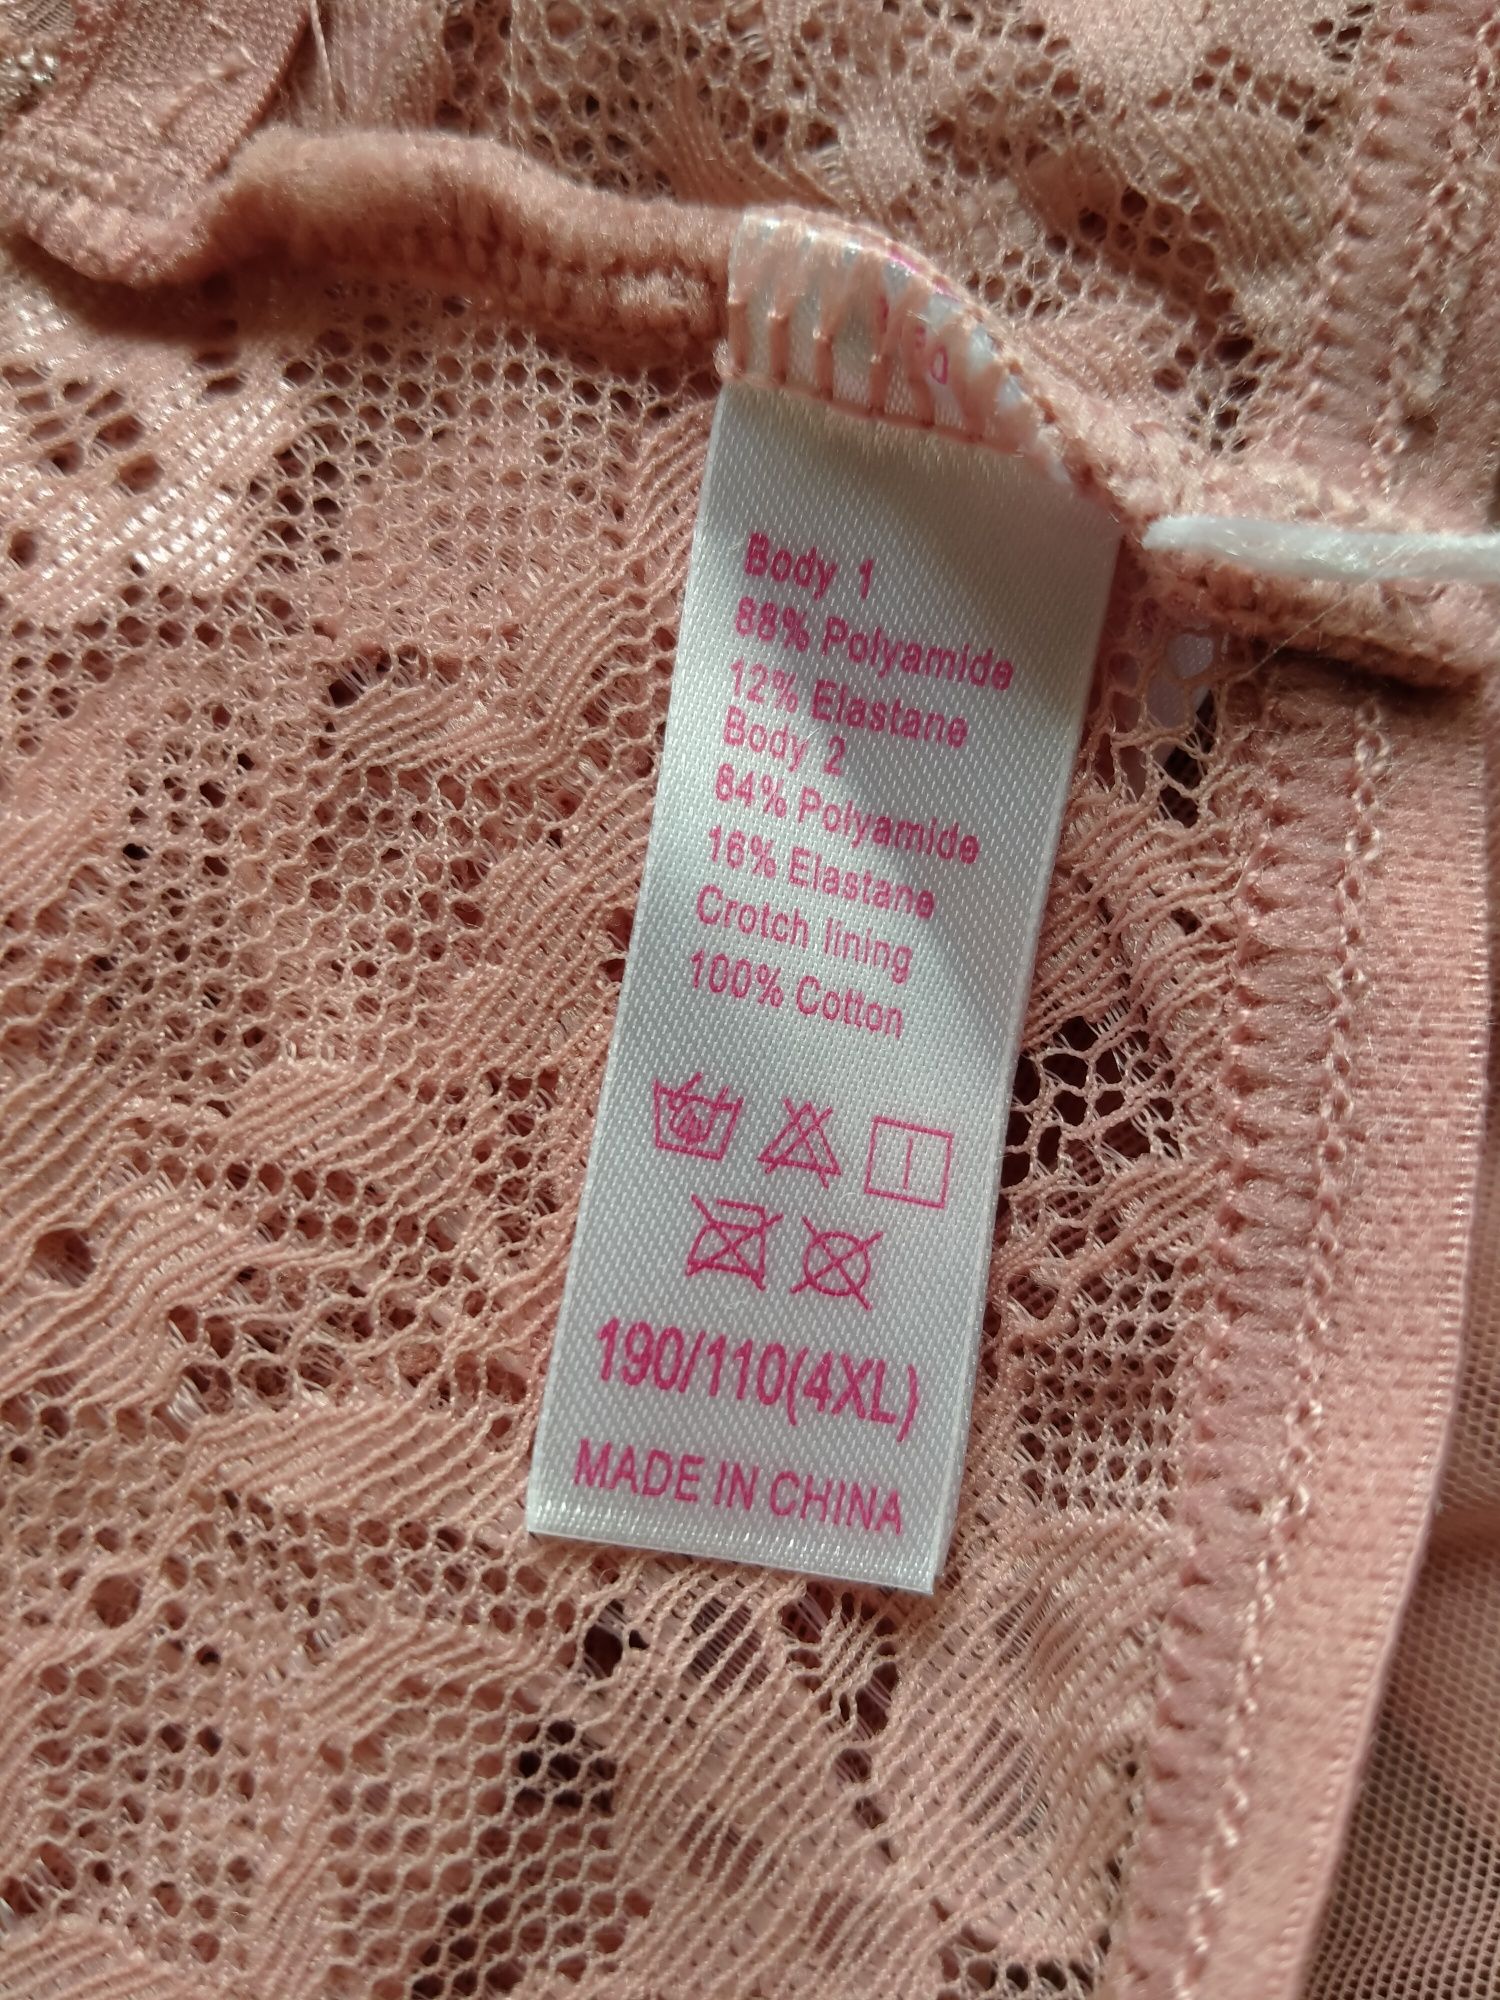 Body 1
88% Polyamide
12% Elastane
Body 2
84% Polyamide
16% Elastane
Crotch lining
100% Cotton
190/110(4XL)
MADE IN CHINA